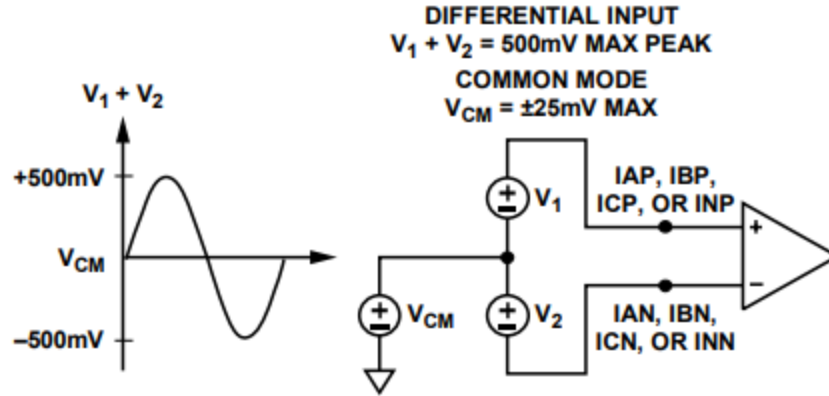 DIFFERENTIAL INPUT
V1 + V2 = 500mV MAX PEAK
COMMON MODE
VCM = ±25mV MAX
V1 + V2
+500mV
VCM
–500mV
+
–
V1
IAP, IBP,
ICP, OR INP
+
–
+
–
VCM
+
–
V2
IAN, IBN,
ICN, OR INN